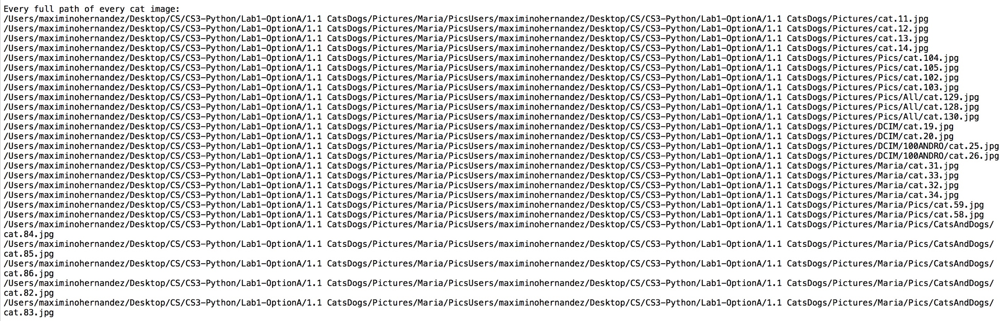 Every full path of every cat image:
/Users/maximinohernandez/Desktop/CS/CS3-Python/Lab1-OptionA/1.1 CatsDogs/Pictures/Maria/PicsUsers/maximinohernandez/Desktop/CS/CS3-Python/Lab1-OptionA/1.1 CatsDogs/Pictures/cat.11.jpg
/Users/maximinohernandez/Desktop/CS/CS3-Python/Lab1-OptionA/1.1 CatsDogs/Pictures/Maria/PicsUsers/maximinohernandez/Desktop/CS/CS3-Python/Lab1-OptionA/1.1 CatsDogs/Pictures/cat.12.jpg
/Users/maximinohernandez/Desktop/CS/CS3-Python/Lab1-OptionA/1.1 CatsDogs/Pictures/Maria/PicsUsers/maximinohernandez/Desktop/CS/CS3-Python/Lab1-OptionA/1.1 CatsDogs/Pictures/cat.13.jpg
/Users/maximinohernandez/Desktop/CS/CS3-Python/Lab1-OptionA/1.1 CatsDogs/Pictures/Maria/PicsUsers/maximinohernandez/Desktop/CS/CS3-Python/Lab1-OptionA/1.1 CatsDogs/Pictures/cat.14.jpg
/Users/maximinohernandez/Desktop/CS/CS3-Python/Lab1-OptionA/1.1 CatsDogs/Pictures/Maria/PicsUsers/maximinohernandez/Desktop/CS/CS3-Python/Lab1-OptionA/1.1 CatsDogs/Pictures/Pics/cat.104.jpg
/Users/maximinohernandez/Desktop/CS/CS3-Python/Lab1-OptionA/1.1 CatsDogs/Pictures/Maria/PicsUsers/maximinohernandez/Desktop/CS/CS3-Python/Lab1-OptionA/1.1 CatsDogs/Pictures/Pics/cat.105.jpg
/Users/maximinohernandez/Desktop/CS/CS3-Python/Lab1-OptionA/1.1 CatsDogs/Pictures/Maria/PicsUsers/maximinohernandez/Desktop/CS/CS3-Python/Lab1-OptionA/1.1 CatsDogs/Pictures/Pics/cat.102.jpg
/Users/maximinohernandez/Desktop/CS/CS3-Python/Lab1-OptionA/1.1 CatsDogs/Pictures/Maria/PicsUsers/maximinohernandez/Desktop/CS/CS3-Python/Lab1-OptionA/1.1 CatsDogs/Pictures/Pics/cat.103.jpg
/Users/maximinohernandez/Desktop/CS/CS3-Python/Lab1-OptionA/1.1 CatsDogs/Pictures/Maria/PicsUsers/maximinohernandez/Desktop/CS/CS3-Python/Lab1-OptionA/1.1 CatsDogs/Pictures/Pics/All/cat.129.jpg
/Users/maximinohernandez/Desktop/CS/CS3-Python/Lab1-OptionA/1.1 CatsDogs/Pictures/Maria/PicsUsers/maximinohernandez/Desktop/CS/CS3-Python/Lab1-OptionA/1.1 CatsDogs/Pictures/Pics/All/cat.128.jpg
/Users/maximinohernandez/Desktop/CS/CS3-Python/Lab1-OptionA/1.1 CatsDogs/Pictures/Maria/PicsUsers/maximinohernandez/Desktop/CS/CS3-Python/Lab1-OptionA/1.1 CatsDogs/Pictures/Pics/All/cat.130.jpg
/Users/maximinohernandez/Desktop/CS/CS3-Python/Lab1-OptionA/1.1 CatsDogs/Pictures/Maria/PicsUsers/maximinohernandez/Desktop/CS/CS3-Python/Lab1-OptionA/1.1 CatsDogs/Pictures/DCIM/cat.19.jpg
/Users/maximinohernandez/Desktop/CS/CS3-Python/Lab1-OptionA/1.1 CatsDogs/Pictures/Maria/PicsUsers/maximinohernandez/Desktop/CS/CS3-Python/Lab1-OptionA/1.1 CatsDogs/Pictures/DCIM/cat.20.jpg
/Users/maximinohernandez/Desktop/CS/CS3-Python/Lab1-OptionA/1.1 CatsDogs/Pictures/Maria/PicsUsers/maximinohernandez/Desktop/CS/CS3-Python/Lab1-OptionA/1.1 CatsDogs/Pictures/DCIM/100ANDRO/cat.25.jpg
/Users/maximinohernandez/Desktop/CS/CS3-Python/Lab1-OptionA/1.1 CatsDogs/Pictures/Maria/PicsUsers/maximinohernandez/Desktop/CS/CS3-Python/Lab1-OptionA/1.1 CatsDogs/Pictures/DCIM/100ANDRO/cat.26.jpg
/Users/maximinohernandez/Desktop/CS/CS3-Python/Lab1-OptionA/1.1 CatsDogs/Pictures/Maria/PicsUsers/maximinohernandez/Desktop/CS/CS3-Python/Lab1-OptionA/1.1 CatsDogs/Pictures/Maria/cat.31.jpg
/Users/maximinohernandez/Desktop/CS/CS3-Python/Lab1-OptionA/1.1 CatsDogs/Pictures/Maria/PicsUsers/maximinohernandez/Desktop/CS/CS3-Python/Lab1-OptionA/1.1 CatsDogs/Pictures/Maria/cat.33.jpg
/Users/maximinohernandez/Desktop/CS/CS3-Python/Lab1-OptionA/1.1 CatsDogs/Pictures/Maria/PicsUsers/maximinohernandez/Desktop/CS/CS3-Python/Lab1-OptionA/1.1 CatsDogs/Pictures/Maria/cat.32.jpg
/Users/maximinohernandez/Desktop/CS/CS3-Python/Lab1-OptionA/1.1 CatsDogs/Pictures/Maria/PicsUsers/maximinohernandez/Desktop/CS/CS3-Python/Lab1-OptionA/1.1 CatsDogs/Pictures/Maria/cat.34.jpg
/Users/maximinohernandez/Desktop/CS/CS3-Python/Lab1-OptionA/1.1 CatsDogs/Pictures/Maria/PicsUsers/maximinohernandez/Desktop/CS/CS3-Python/Lab1-OptionA/1.1 CatsDogs/Pictures/Maria/Pics/cat.59.jpg
/Users/maximinohernandez/Desktop/CS/CS3-Python/Lab1-OptionA/1.1 CatsDogs/Pictures/Maria/PicsUsers/maximinohernandez/Desktop/CS/CS3-Python/Lab1-OptionA/1.1 CatsDogs/Pictures/Maria/Pics/cat.58.jpg
/Users/maximinohernandez/Desktop/CS/CS3-Python/Lab1-OptionA/1.1 CatsDogs/Pictures/Maria/PicsUsers/maximinohernandez/Desktop/CS/CS3-Python/Lab1-OptionA/1.1 CatsDogs/Pictures/Maria/Pics/CatsAndDogs/
cat.84.jpg
/Users/maximinohernandez/Desktop/CS/CS3-Python/Lab1-OptionA/1.1 CatsDogs/Pictures/Maria/PicsUsers/maximinohernandez/Desktop/CS/CS3-Python/Lab1-OptionA/1.1 CatsDogs/Pictures/Maria/Pics/CatsAndDogs/
cat.85.jpg
/Users/maximinohernandez/Desktop/CS/CS3-Python/Lab1-OptionA/1.1 CatsDogs/Pictures/Maria/PicsUsers/maximinohernandez/Desktop/CS/CS3-Python/Lab1-OptionA/1.1 CatsDogs/Pictures/Maria/Pics/CatsAndDogs/
cat.86.jpg
/Users/maximinohernandez/Desktop/CS/CS3-Python/Lab1-OptionA/1.1 CatsDogs/Pictures/Maria/PicsUsers/maximinohernandez/Desktop/CS/CS3-Python/Lab1-OptionA/1.1 CatsDogs/Pictures/Maria/Pics/CatsAndDogs/
cat.82.jpg
/Users/maximinohernandez/Desktop/CS/CS3-Python/Lab1-OptionA/1.1 CatsDogs/Pictures/Maria/PicsUsers/maximinohernandez/Desktop/CS/CS3-Python/Lab1-OptionA/1.1 CatsDogs/Pictures/Maria/Pics/CatsAndDogs/
cat.83.jpg